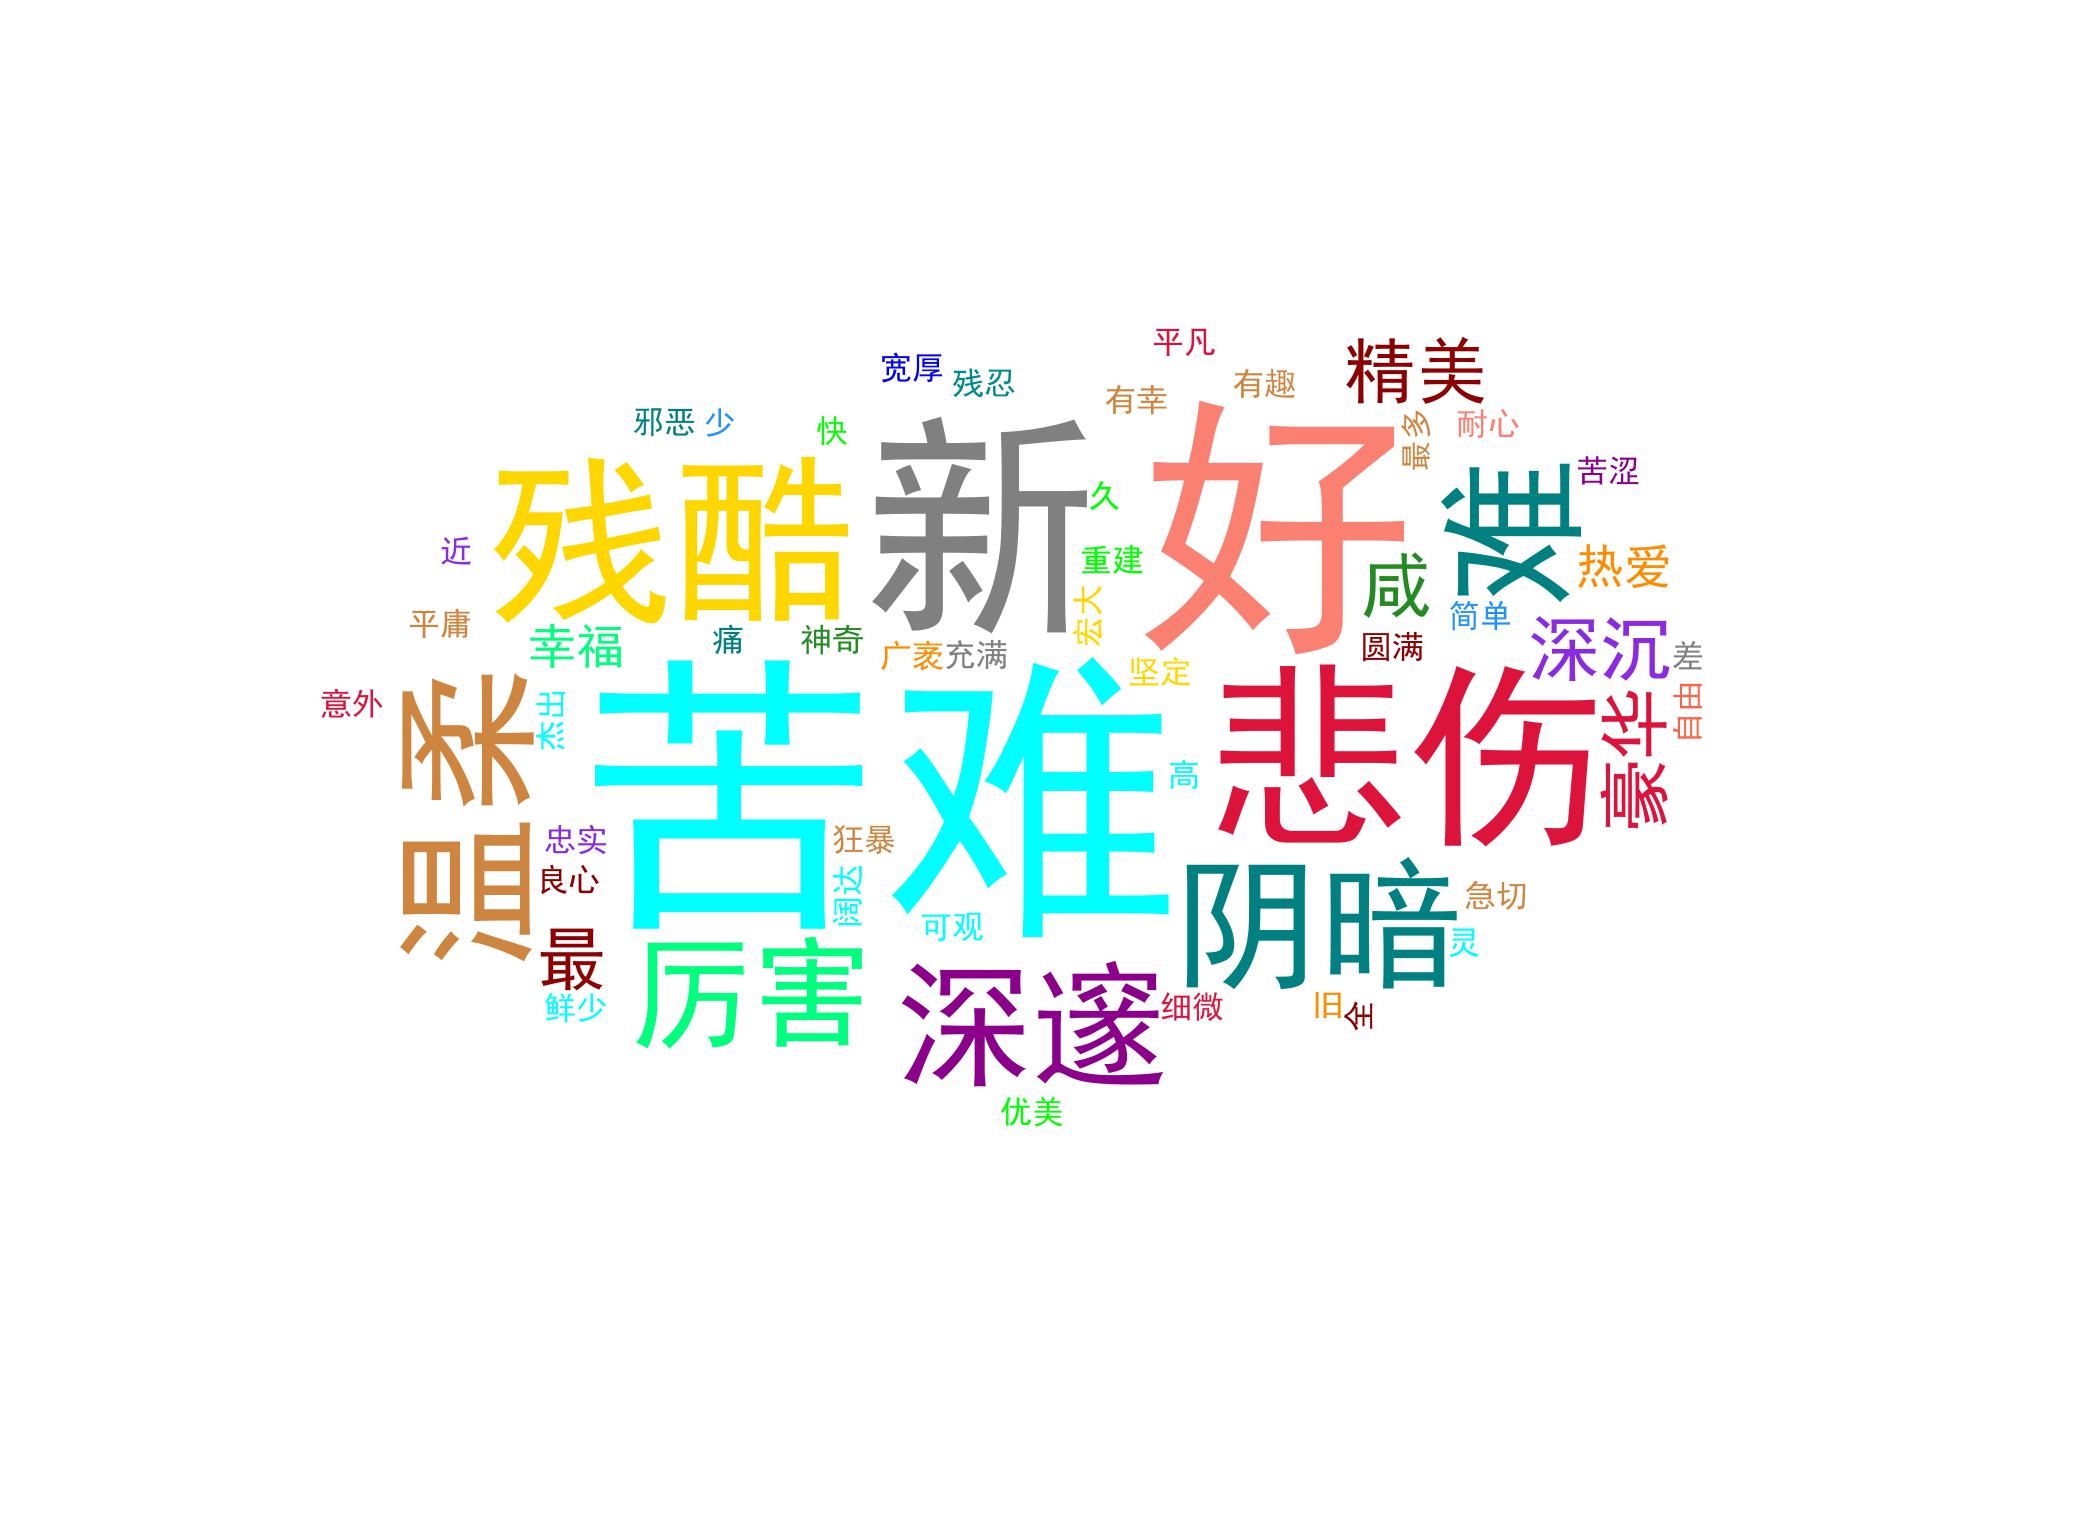 平凡
精美
宽厚
残忍
有幸
有趣
邪恶
少
快
最多
耐心
新
好
残酷
难
苦涩
久
近
重建
热爱
咸
宏大
简单
平庸
幸福
痛
神奇
广袤
充满
圆满
深沉
差
坚定
意外
温柔
杰出
苦难
悲伤
豪华
自由
高
忠实
狂暴
良心
阔达
可观
阴暗
急切
灵
最
厉害
深邃
鲜少
细微
旧
全
优美